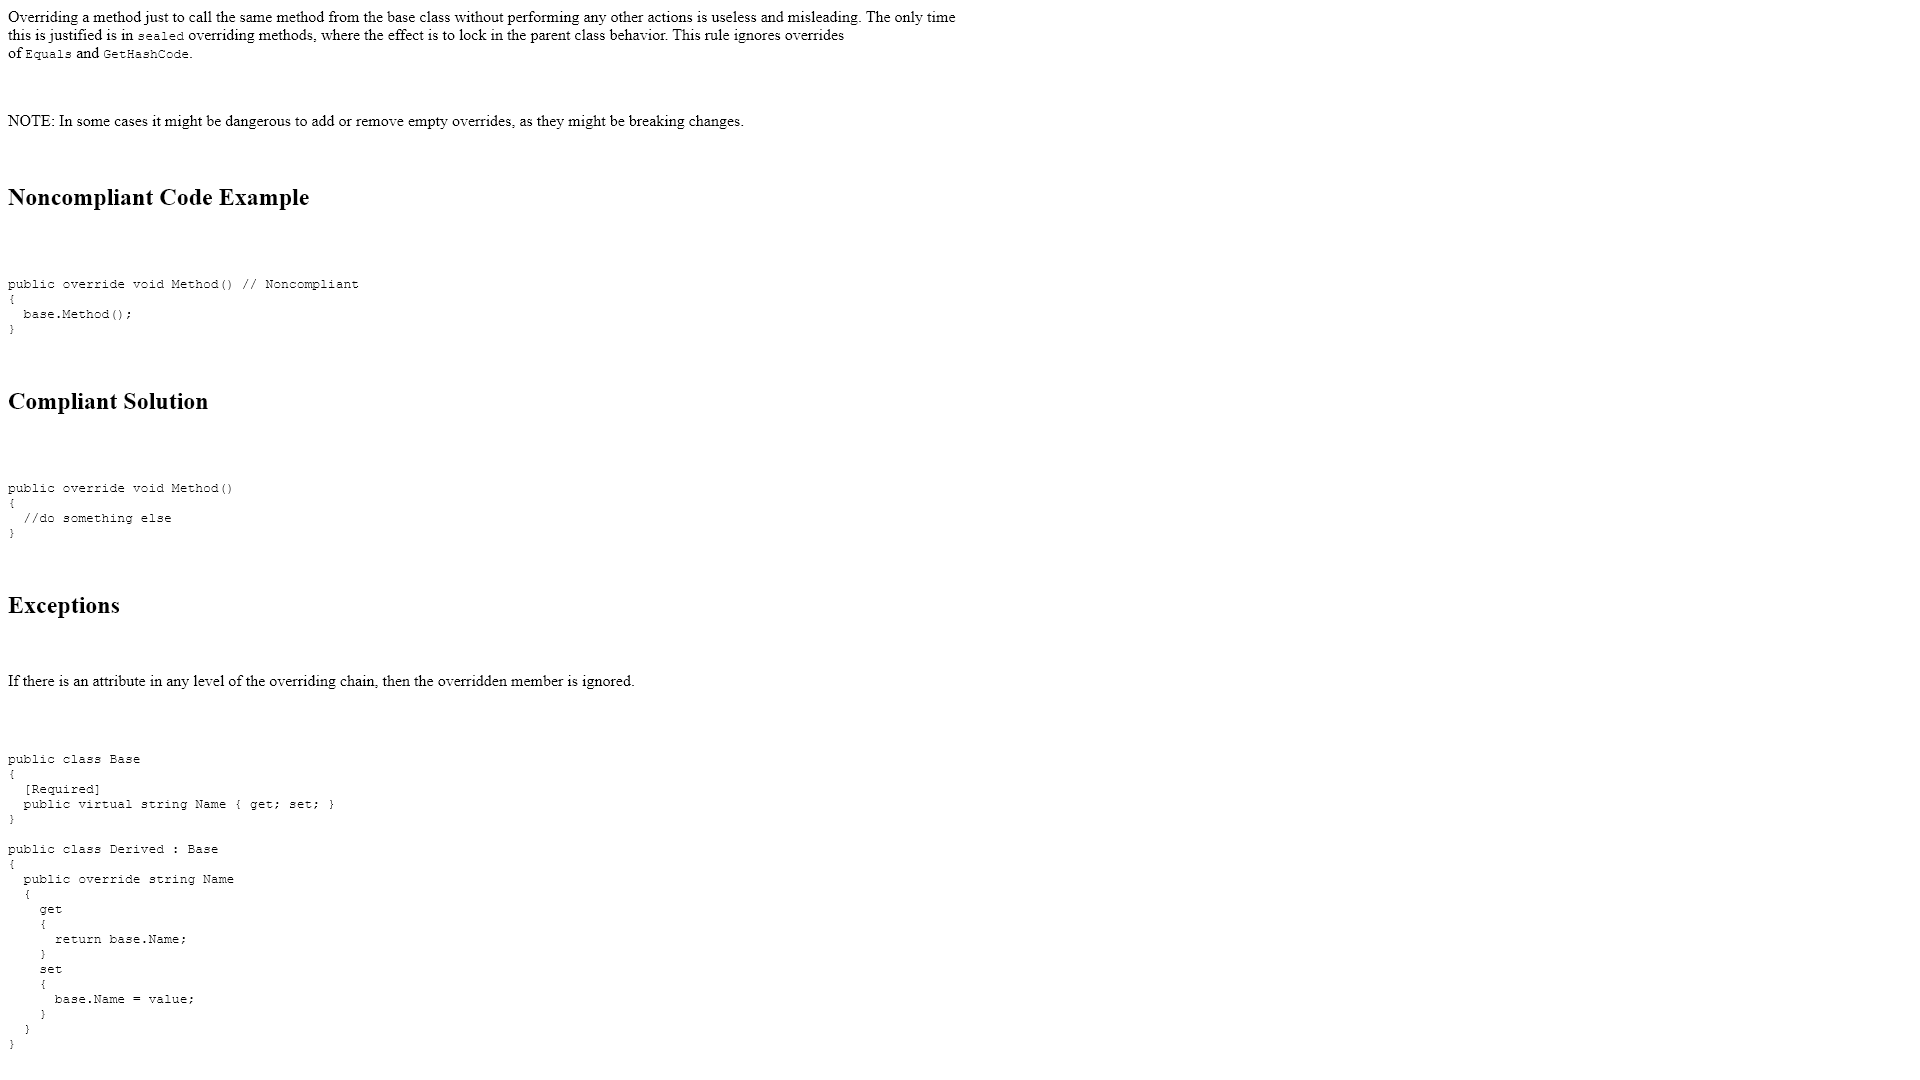 Overriding a method just to call the same method from the base class without performing any other actions is useless and misleading. The only time
this is justified is in sealed overriding methods, where the effect is to lock in the parent class behavior. This rule ignores overrides
of Equals and GetHashCode.
NOTE: In some cases it might be dangerous to add or remove empty overrides, as they might be breaking changes.
Noncompliant Code Example
public override void Method() // Noncompliant
{
  base.Method();
}
Compliant Solution
public override void Method()
{
  //do something else
}
Exceptions
If there is an attribute in any level of the overriding chain, then the overridden member is ignored.
public class Base
{
  [Required]
  public virtual string Name { get; set; }
}
public class Derived : Base
{
  public override string Name
  {
    get
    {
      return base.Name;
    }
    set
    {
      base.Name = value;
    }
  }
}